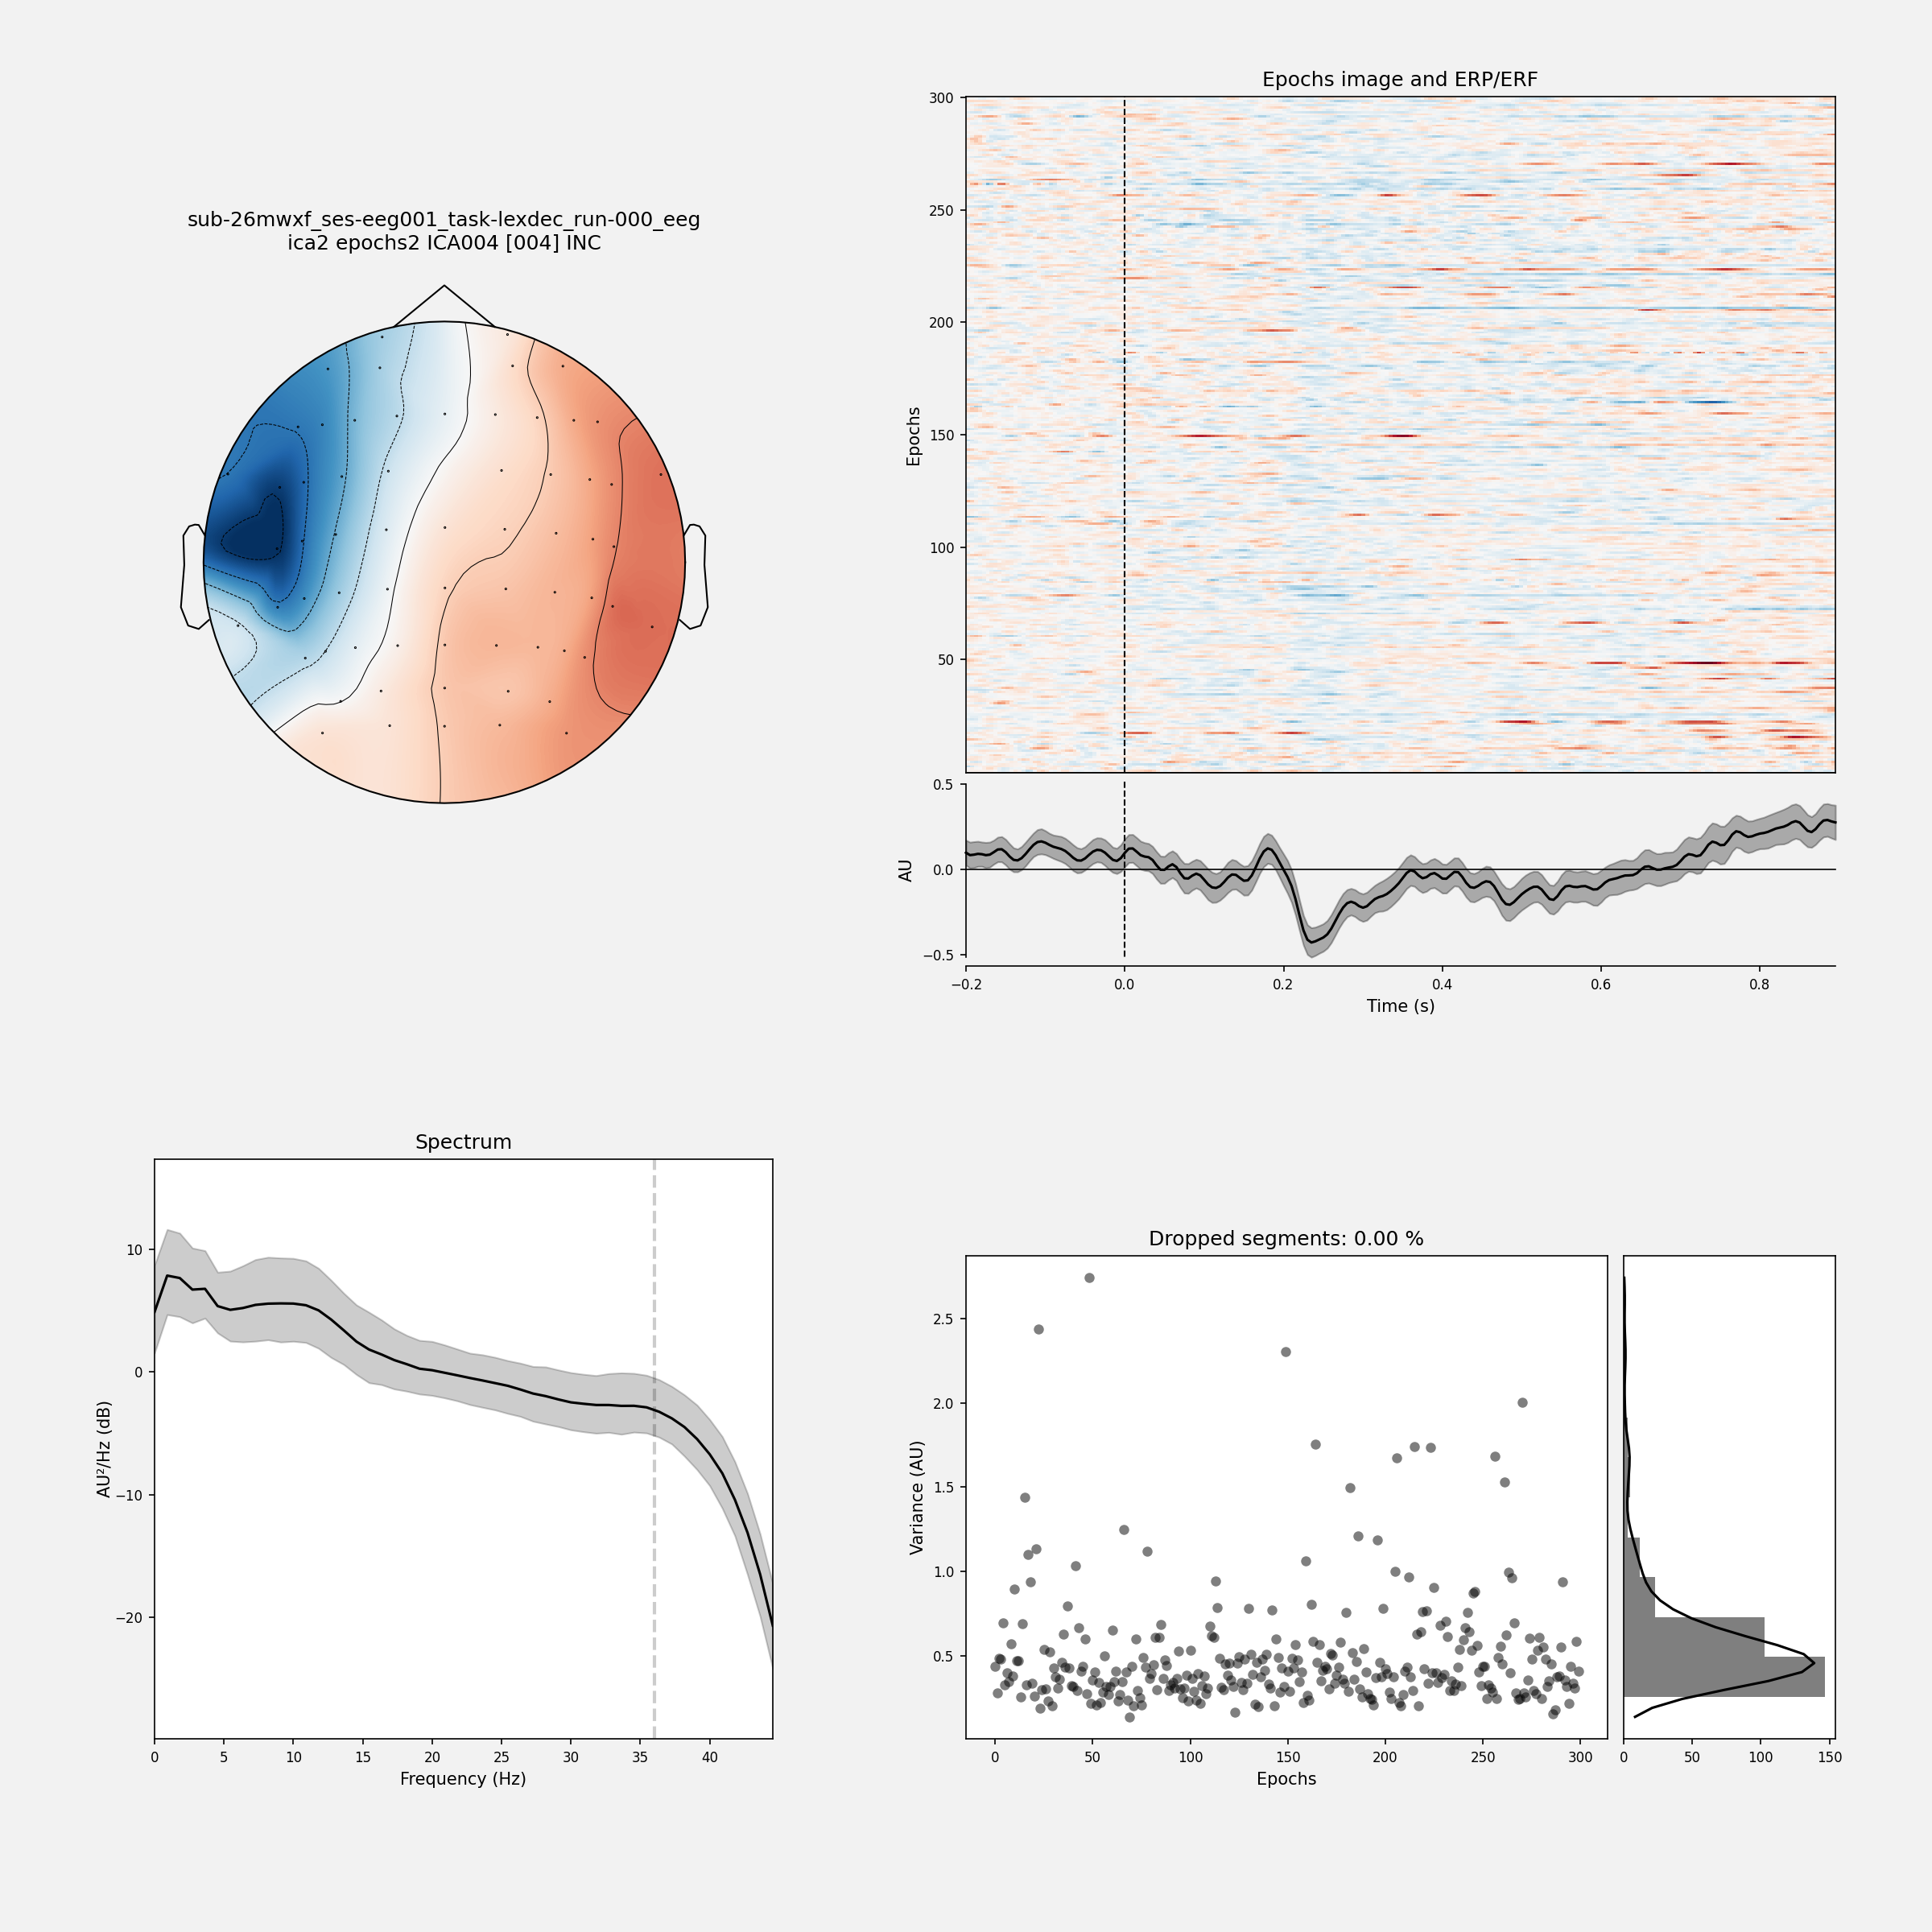 sub-26mwxf_ses-eeg001_task-lexdec_run-000_eeg
ica2 epochs2 ICA004 [004] INC
Epochs image and ERP/ERF
300
250
200
150
100
50
Epochs
0.5
0.0
−0.5
AU
−0.2 0.0 0.2 0.4 0.6 0.8
Time (s)
Spectrum
10
0
−10
−20
AU²/Hz (dB)
0 5 10 15 20 25 30 35 40
Frequency (Hz)
Dropped segments: 0.00 %
2.5
2.0
1.5
1.0
0.5
Variance (AU)
0 50 100 150 200 250 300
Epochs
0 50 100 150